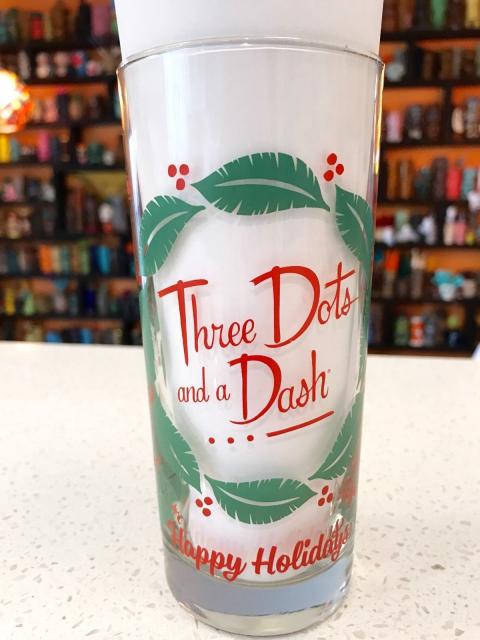 Three Dots
and a Dash
Happy Holidays